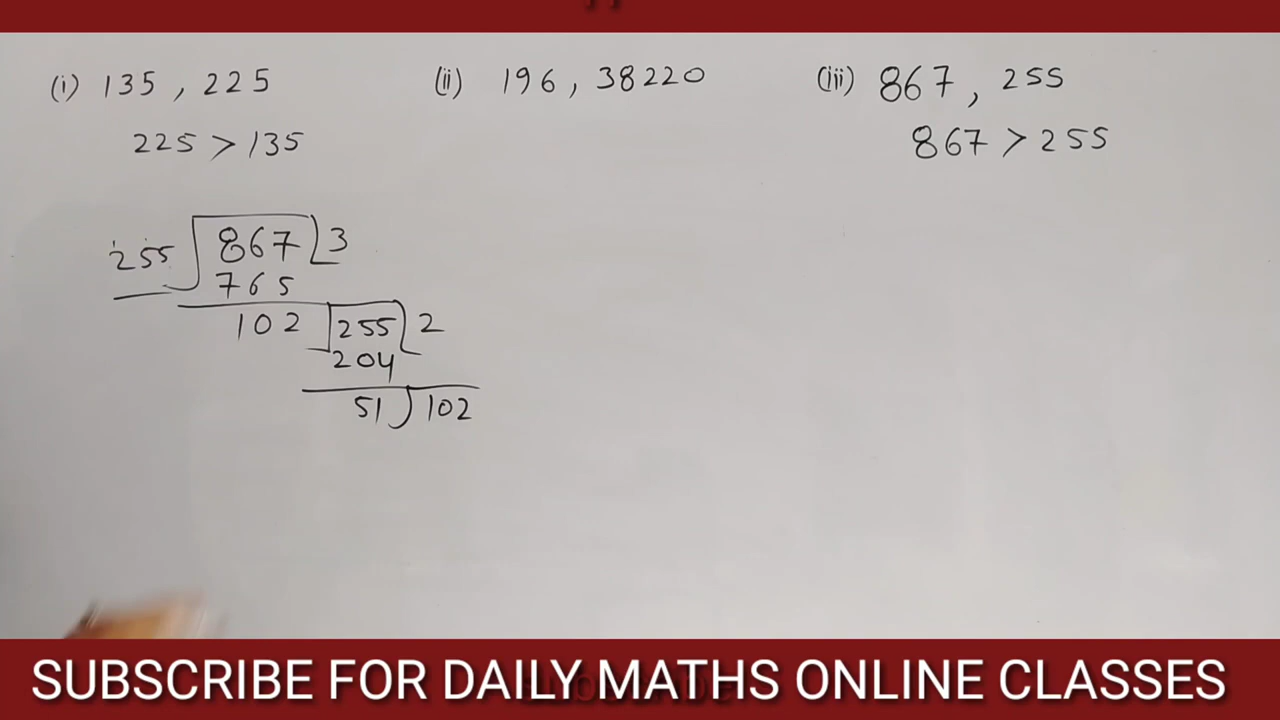 (i) 135 , 225
225 > 135
(ii) 196 , 38220
(iii) 867 , 255
867 > 255
255 867 3
765
102 255 2
204
51 102
SUBSCRIBE FOR DAILY MATHS ONLINE CLASSES